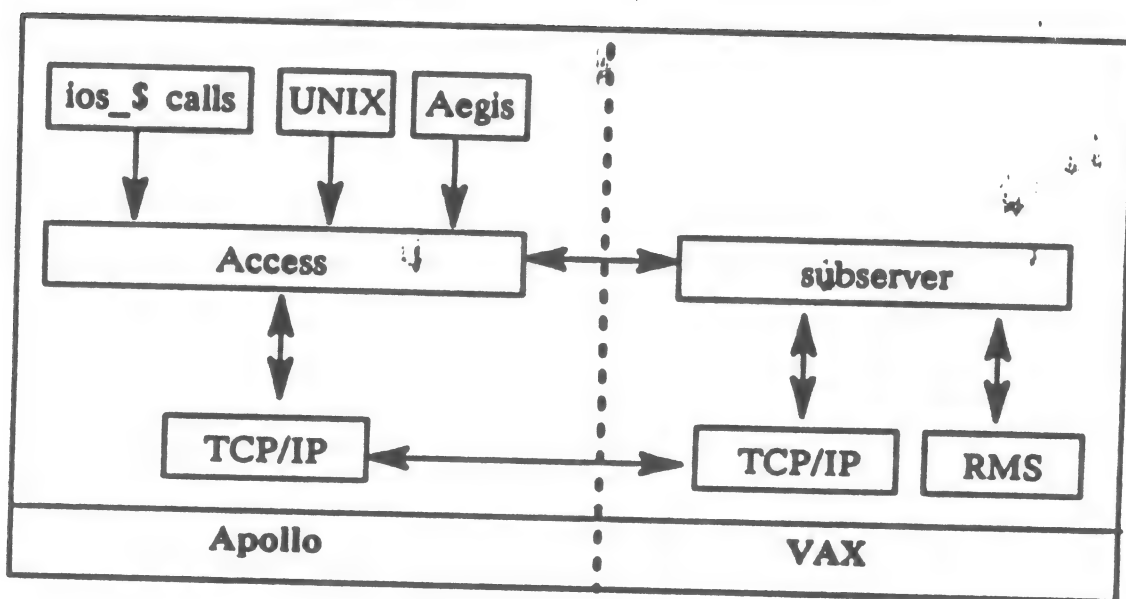 ios_$ calls
UNIX
Aegis
Access
subserver
TCP/IP
TCP/IP
RMS
Apollo
VAX